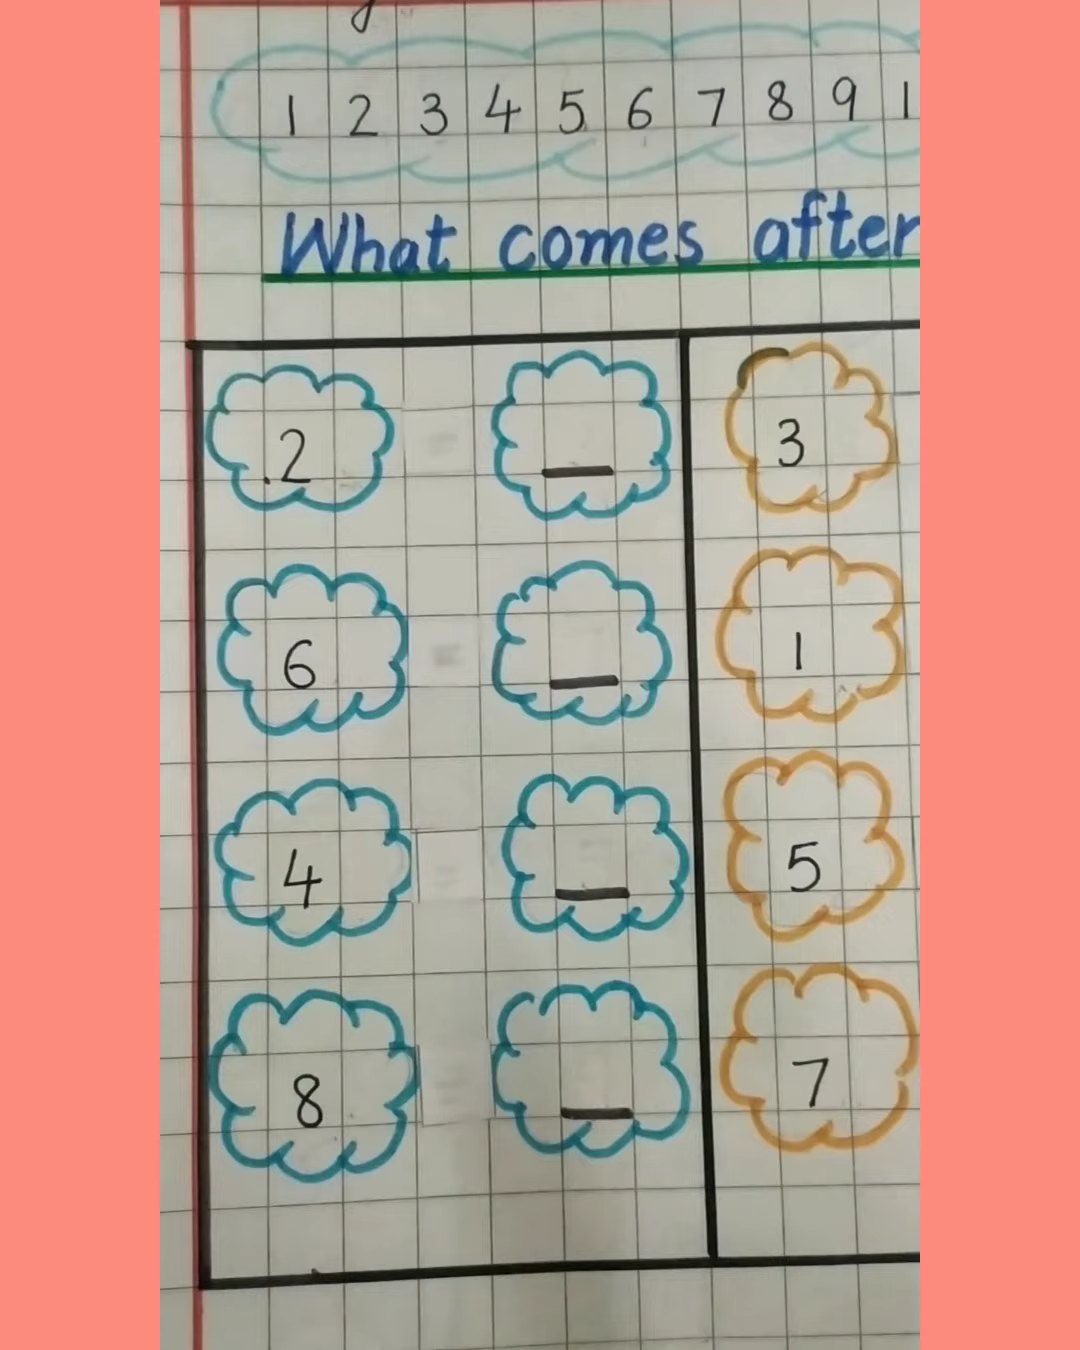 1 2 3 4 5 6 7 8 9 1
What comes after
2 _ 3
6 _ 1
4 _ 5
8 _ 7